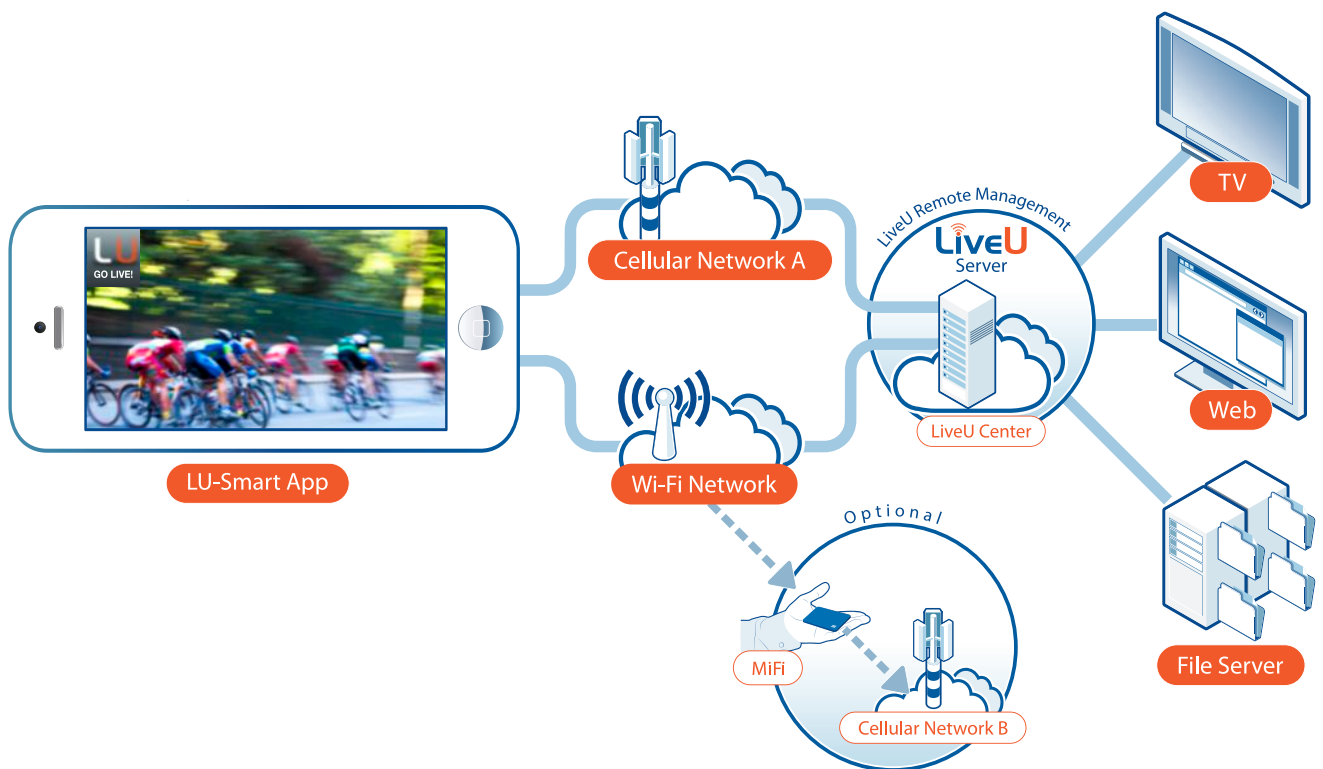 LU
GO LIVE!
LU-Smart App
Cellular Network A
Wi-Fi Network
LiveU Remote Management
LiveU
Server
LiveU Center
TV
Web
File Server
Optional
MiFi
Cellular Network B